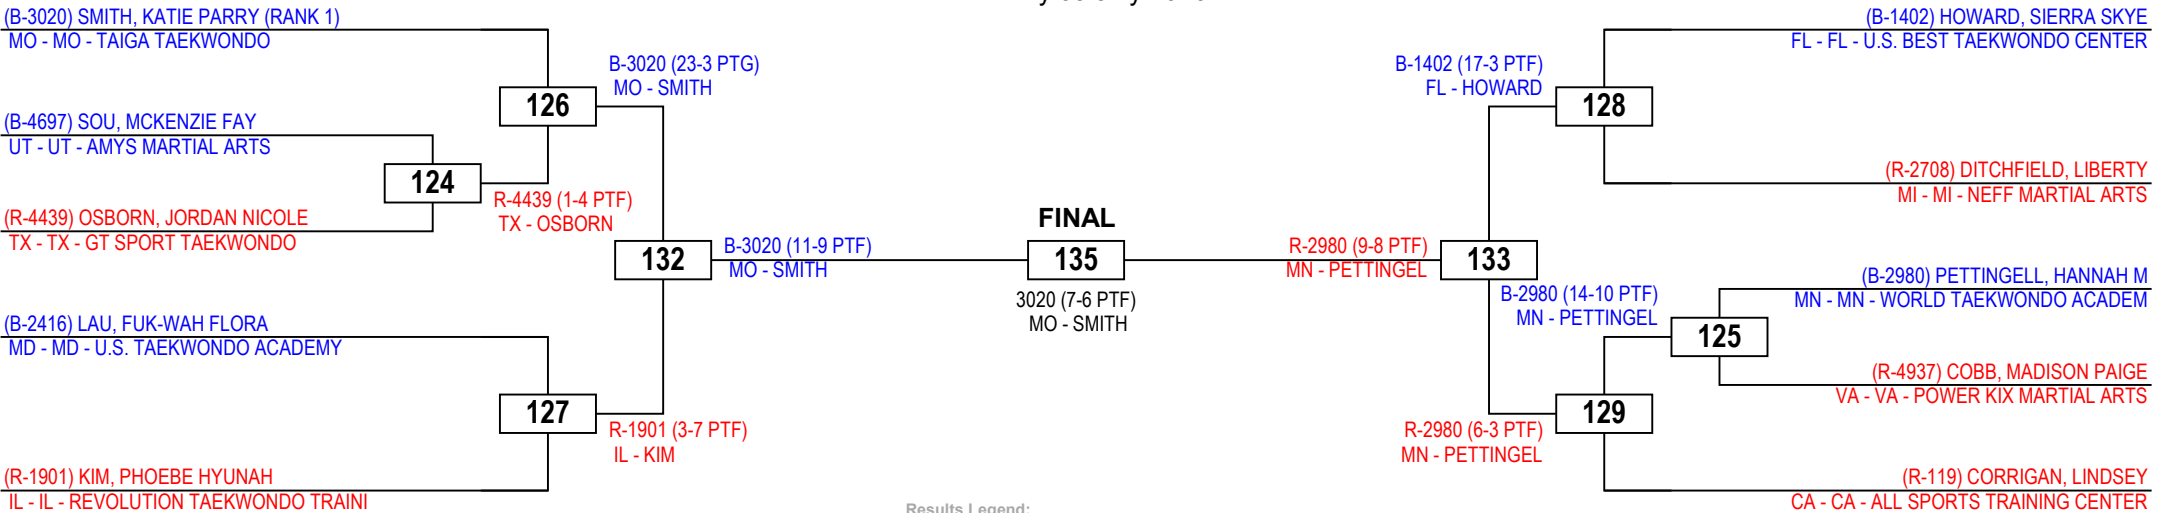 (B-3020) SMITH, KATIE PARRY (RANK 1)
MO - MO - TAIGA TAEKWONDO
(B-4697) SOU, MCKENZIE FAY
UT - UT - AMYS MARTIAL ARTS
(R-4439) OSBORN, JORDAN NICOLE
TX - TX - GT SPORT TAEKWONDO
(B-2416) LAU, FUK-WAH FLORA
MD - MD - U.S. TAEKWONDO ACADEMY
(R-1901) KIM, PHOEBE HYUNAH
IL - IL - REVOLUTION TAEKWONDO TRAINI
124
R-4439 (1-4 PTF)
TX - OSBORN
126
B-3020 (23-3 PTG)
MO - SMITH
127
R-1901 (3-7 PTF)
IL - KIM
132
B-3020 (11-9 PTF)
MO - SMITH
FINAL
135
3020 (7-6 PTF)
MO - SMITH
R-2980 (9-8 PTF)
MN - PETTINGEL
133
B-1402 (17-3 PTF)
FL - HOWARD
128
B-2980 (14-10 PTF)
MN - PETTINGEL
125
R-2980 (6-3 PTF)
MN - PETTINGEL
129
(B-1402) HOWARD, SIERRA SKYE
FL - FL - U.S. BEST TAEKWONDO CENTER
(R-2708) DITCHFIELD, LIBERTY
MI - MI - NEFF MARTIAL ARTS
(B-2980) PETTINGELL, HANNAH M
MN - MN - WORLD TAEKWONDO ACADEM
(R-4937) COBB, MADISON PAIGE
VA - VA - POWER KIX MARTIAL ARTS
(R-119) CORRIGAN, LINDSEY
CA - CA - ALL SPORTS TRAINING CENTER
Results Legend: